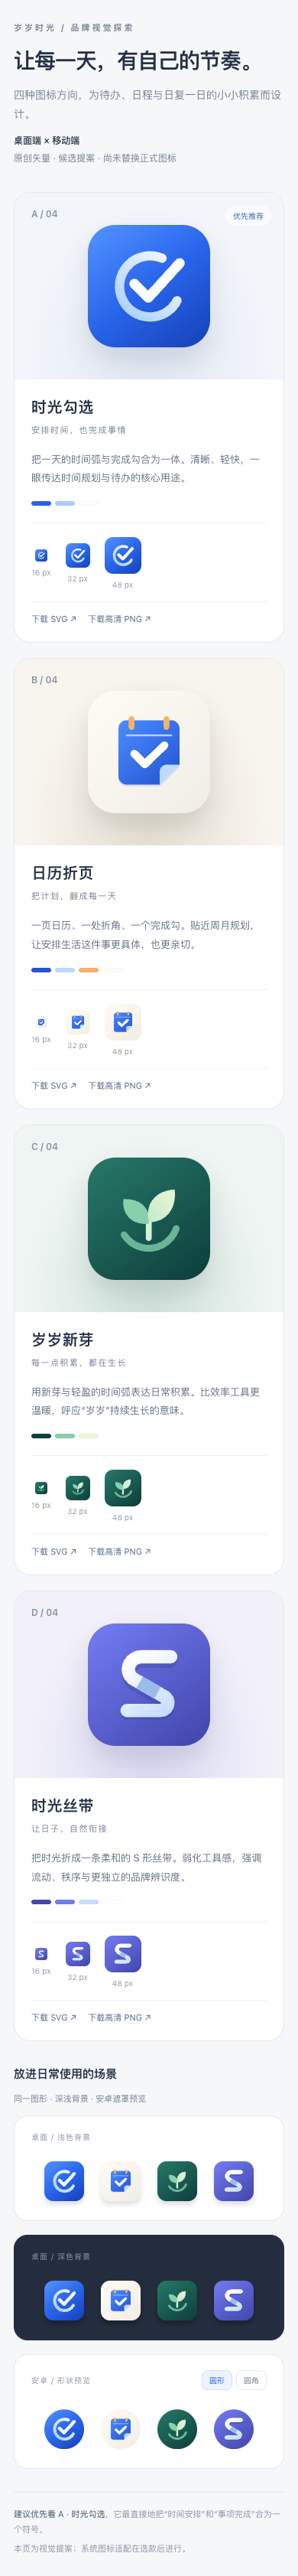 岁岁时光 / 品牌视觉探索
让每一天，有自己的节奏。
四种图标方向，为待办、日程与日复一日的小小积累而设
计。
桌面端 × 移动端
原创矢量 · 候选提案 · 尚未替换正式图标
A / 04
优先推荐
时光勾选
安排时间，也完成事情
把一天的时间弧与完成勾合为一体。清晰、轻快，一
眼传达时间规划与待办的核心用途。
16 px
32 px
48 px
下载 SVG ↗ 下载高清 PNG ↗
B / 04
日历折页
把计划，翻成每一天
一页日历、一处折角、一个完成勾。贴近周月规划，
让安排生活这件事更具体，也更亲切。
16 px
32 px
48 px
下载 SVG ↗ 下载高清 PNG ↗
C / 04
岁岁新芽
每一点积累，都在生长
用新芽与轻盈的时间弧表达日常积累。比效率工具更
温暖，呼应“岁岁”持续生长的意味。
16 px
32 px
48 px
下载 SVG ↗ 下载高清 PNG ↗
D / 04
时光丝带
让日子，自然衔接
把时光折成一条柔和的 S 形丝带。弱化工具感，强调
流动、秩序与更独立的品牌辨识度。
16 px
32 px
48 px
下载 SVG ↗ 下载高清 PNG ↗
放进日常使用的场景
同一图形 · 深浅背景 · 安卓遮罩预览
桌面 / 浅色背景
桌面 / 深色背景
安卓 / 形状预览
圆形
圆角
建议优先看 A · 时光勾选，它最直接地把“时间安排”和“事项完成”合为一
个符号。
本页为视觉提案；系统图标适配在选款后进行。